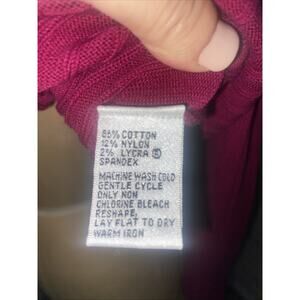 86% COTTON
12% NYLON
2% LYCRA ®
SPANDEX
MACHINE WASH COLD
GENTLE CYCLE
ONLY NON
CHLORINE BLEACH
RESHAPE,
LAY FLAT TO DRY
WARM IRON